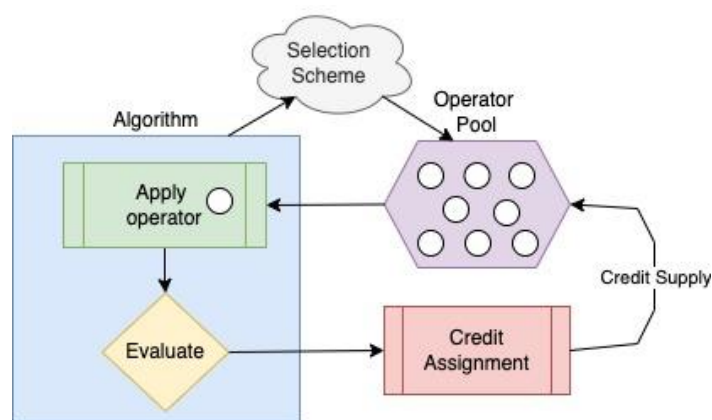 Selection
Scheme
Algorithm
Operator
Pool
Apply
operator
Credit Supply
Evaluate
Credit
Assignment